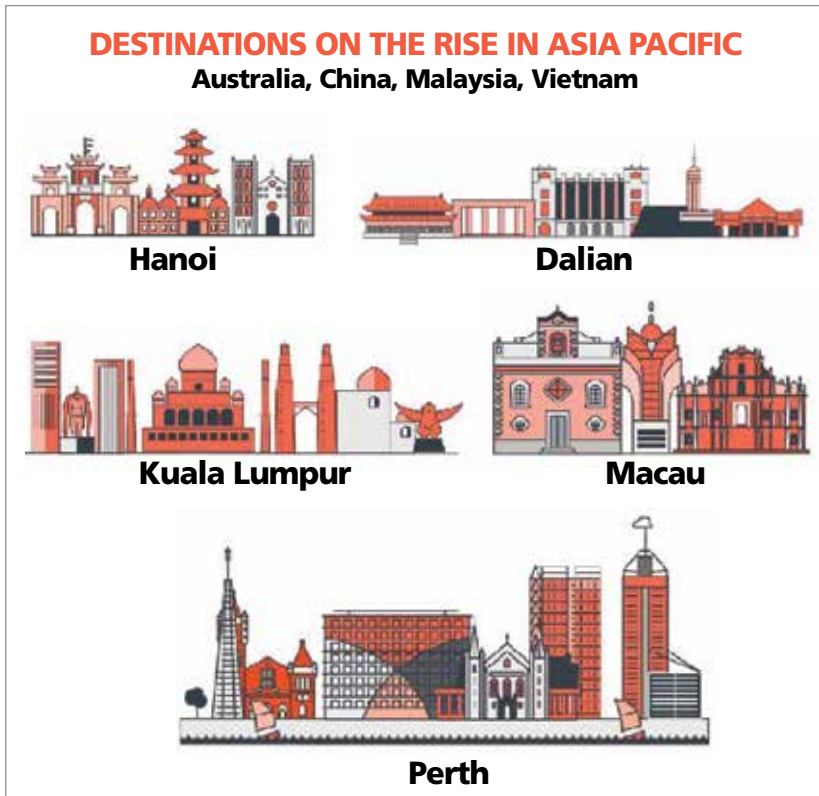 DESTINATIONS ON THE RISE IN ASIA PACIFIC
Australia, China, Malaysia, Vietnam
Hanoi
Dalian
Kuala Lumpur
Macau
Perth